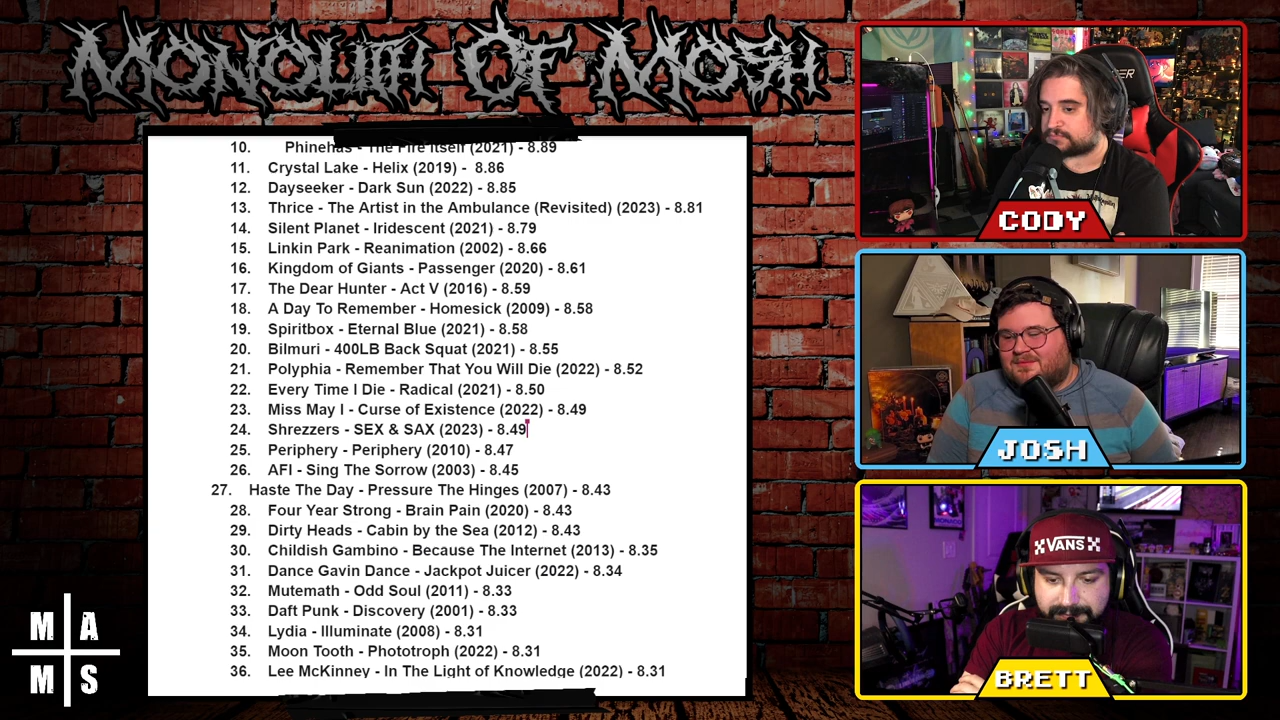 MONOLITH OF MOSH
10. Phinehas - The Fire Itself (2021) - 8.89
11. Crystal Lake - Helix (2019) - 8.86
12. Dayseeker - Dark Sun (2022) - 8.85
13. Thrice - The Artist in the Ambulance (Revisited) (2023) - 8.81
14. Silent Planet - Iridescent (2021) - 8.79
15. Linkin Park - Reanimation (2002) - 8.66
16. Kingdom of Giants - Passenger (2020) - 8.61
17. The Dear Hunter - Act V (2016) - 8.59
18. A Day To Remember - Homesick (2009) - 8.58
19. Spiritbox - Eternal Blue (2021) - 8.58
20. Bilmuri - 400LB Back Squat (2021) - 8.55
21. Polyphia - Remember That You Will Die (2022) - 8.52
22. Every Time I Die - Radical (2021) - 8.50
23. Miss May I - Curse of Existence (2022) - 8.49
24. Shrezzers - SEX & SAX (2023) - 8.49
25. Periphery - Periphery (2010) - 8.47
26. AFI - Sing The Sorrow (2003) - 8.45
27. Haste The Day - Pressure The Hinges (2007) - 8.43
28. Four Year Strong - Brain Pain (2020) - 8.43
29. Dirty Heads - Cabin by the Sea (2012) - 8.43
30. Childish Gambino - Because The Internet (2013) - 8.35
31. Dance Gavin Dance - Jackpot Juicer (2022) - 8.34
32. Mutemath - Odd Soul (2011) - 8.33
33. Daft Punk - Discovery (2001) - 8.33
34. Lydia - Illuminate (2008) - 8.31
35. Moon Tooth - Phototroph (2022) - 8.31
36. Lee McKinney - In The Light of Knowledge (2022) - 8.31
M A
M S
CODY
JOSH
VANS
BRETT